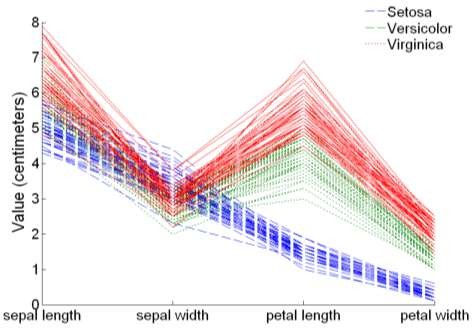 Setosa
Versicolor
Virginica
Value (centimeters)
8
7
6
5
4
3
2
1
0
sepal length
sepal width
petal length
petal width